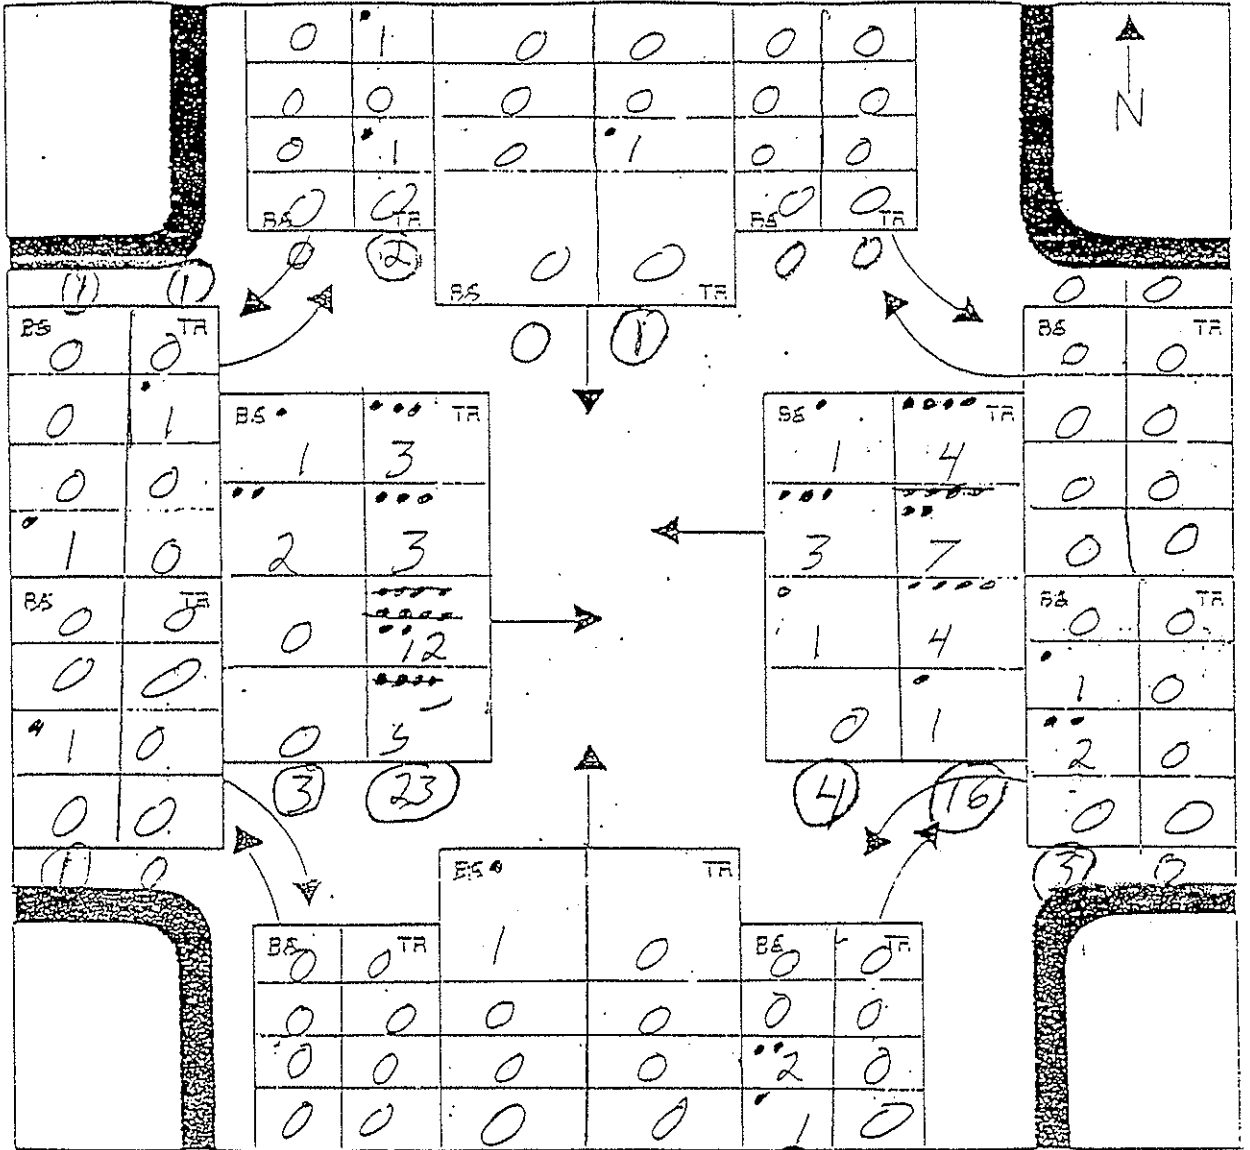 0 1 0 0 0 0
N
0 0 0 0 0 0
0 1 0 1 0 0
BS 0 0 TR BS 0 0 TR
0 2 0 0 0 0
BS TR
1 1 0 0
0 1
BS TR BS TR
0 0 0 0
0 1 0 0
0 0 0 0
1 0 0 0
BS TR BS TR
1 3 1 4
2 3 3 7
0 12 1 4
0 5 0 1
3 23 4 16
BS TR BS TR
0 0 0 0
0 0 1 0
1 0 2 0
0 0 0 0
1 0 3 0
BS TR
BS TR 1 0 BS TR
0 0 0 0
0 0 0 0 0 0
0 0 0 0 2 0
0 0 0 0 1 0